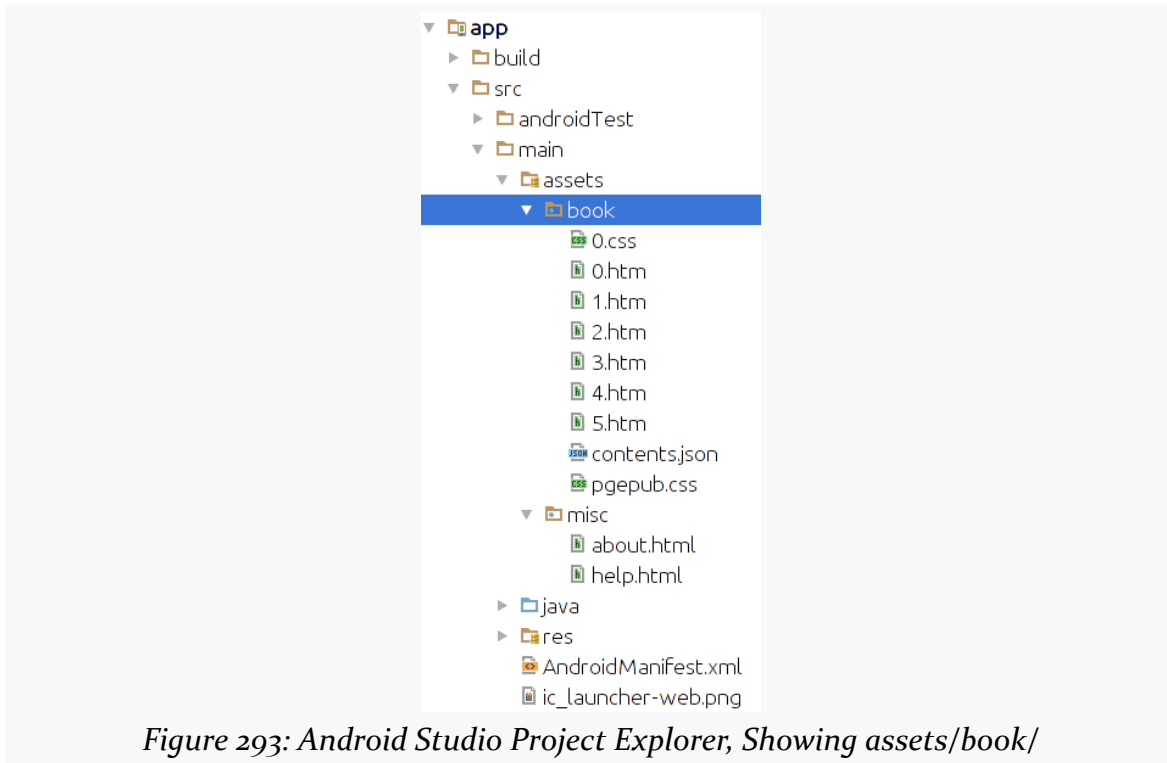 app
build
src
androidTest
main
assets
book
0.css
0.htm
1.htm
2.htm
3.htm
4.htm
5.htm
contents.json
pgepub.css
misc
about.html
help.html
java
res
AndroidManifest.xml
ic_launcher-web.png
Figure 293: Android Studio Project Explorer, Showing assets/book/